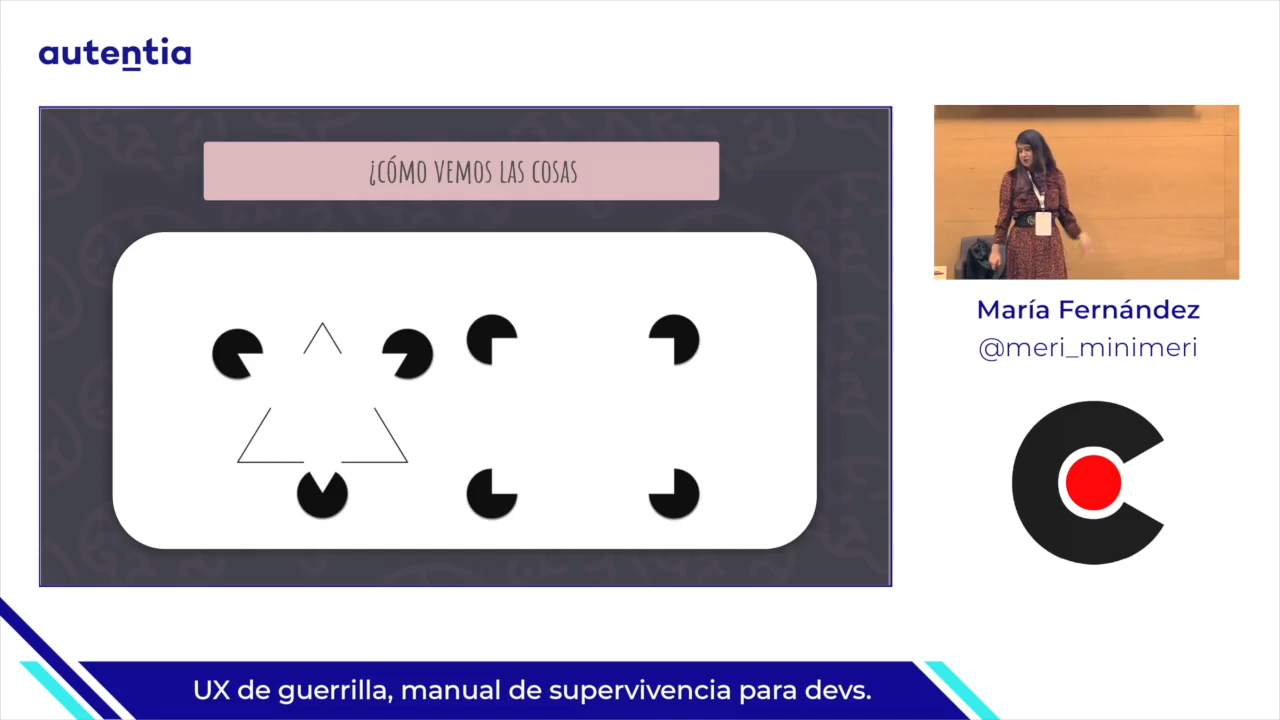 autentia
¿CÓMO VEMOS LAS COSAS
María Fernández
@meri_minimeri
UX de guerrilla, manual de supervivencia para devs.